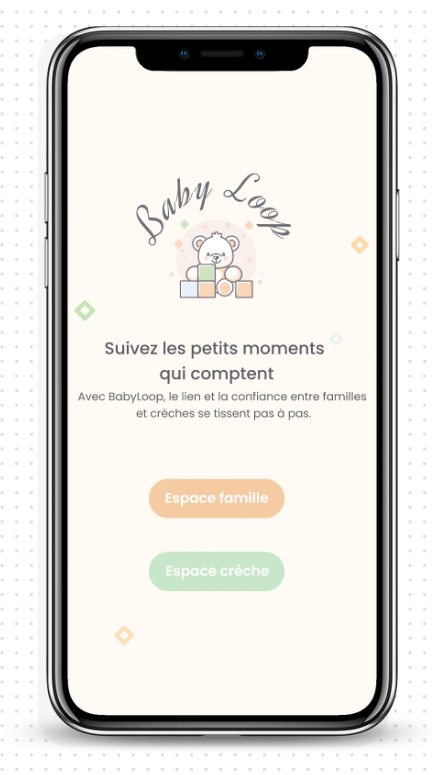 Baby Loop
Suivez les petits moments
qui comptent
Avec BabyLoop, le lien et la confiance entre familles
et crèches se tissent pas à pas.
Espace famille
Espace crèche